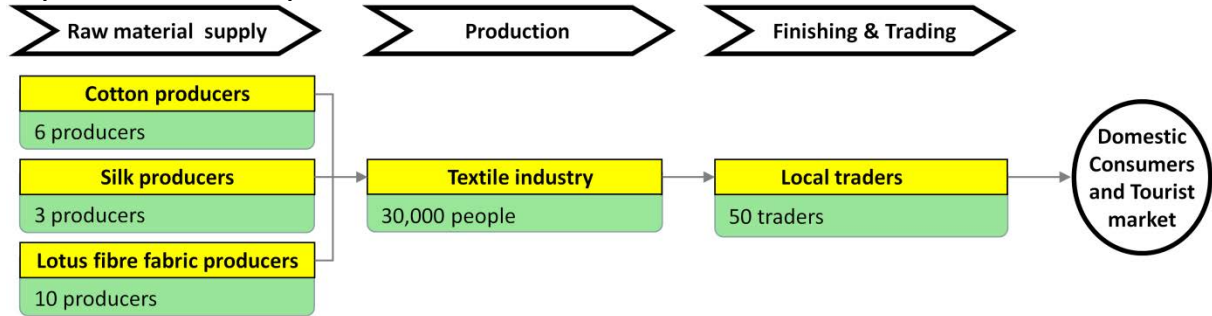 Raw material supply
Production
Finishing & Trading
Cotton producers
6 producers
Silk producers
3 producers
Lotus fibre fabric producers
10 producers
Textile industry
30,000 people
Local traders
50 traders
Domestic
Consumers
and Tourist
market